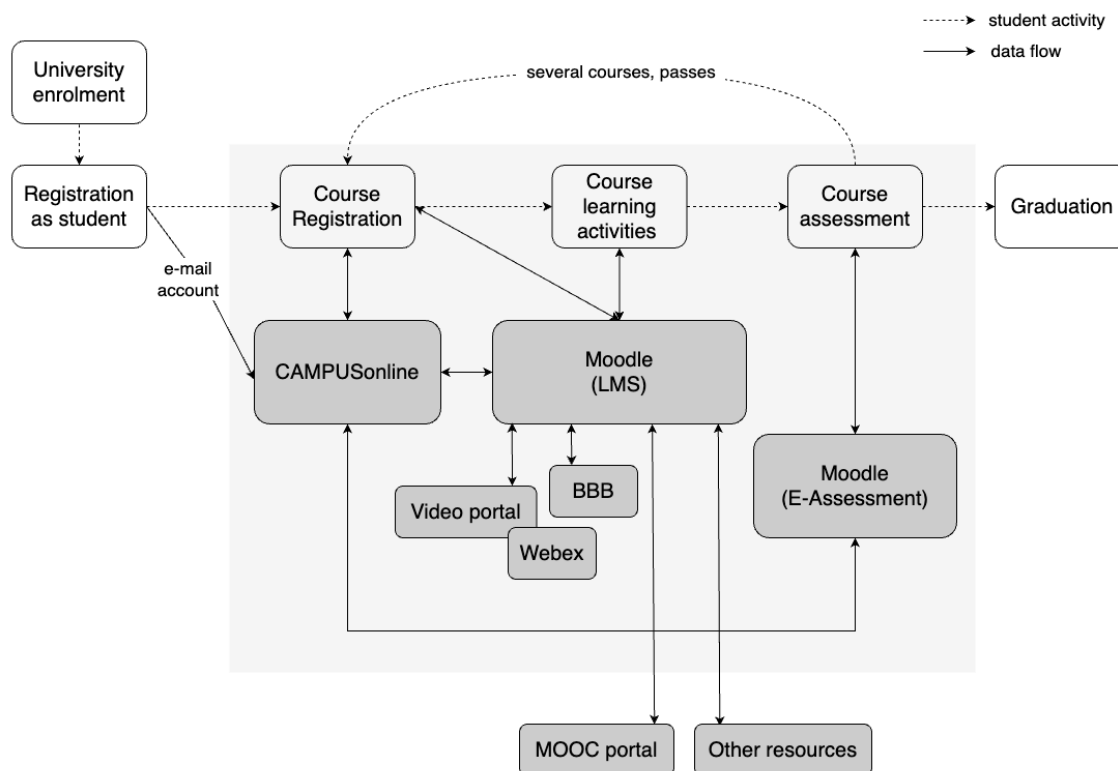 student activity
data flow
University
enrolment
several courses, passes
Registration
as student
Course
Registration
Course
learning
activities
Course
assessment
Graduation
e-mail
account
CAMPUSonline
Moodle
(LMS)
Moodle
(E-Assessment)
BBB
Video portal
Webex
MOOC portal
Other resources